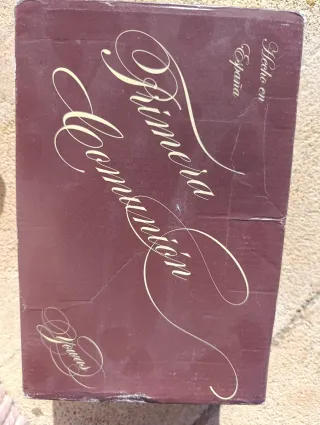 Hecho en
España
Primera
Comunión